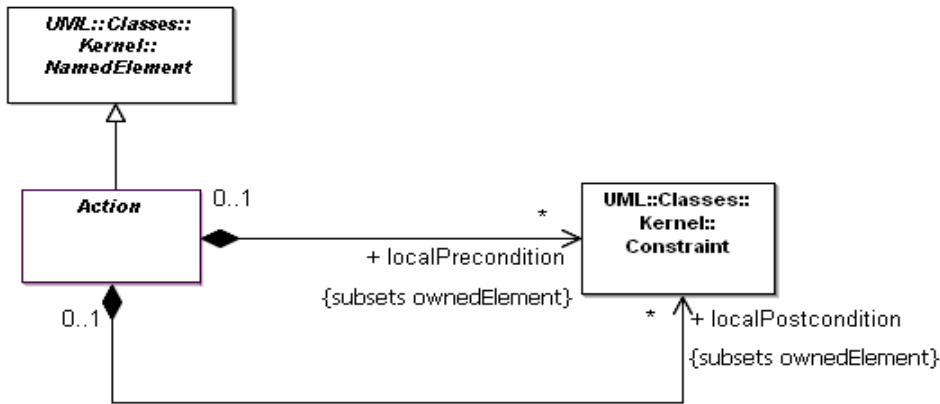 UML::Classes::
Kernel::
NamedElement
Action
0..1
*
UML::Classes::
Kernel::
Constraint
+ localPrecondition
{subsets ownedElement}
0..1
*
+ localPostcondition
{subsets ownedElement}